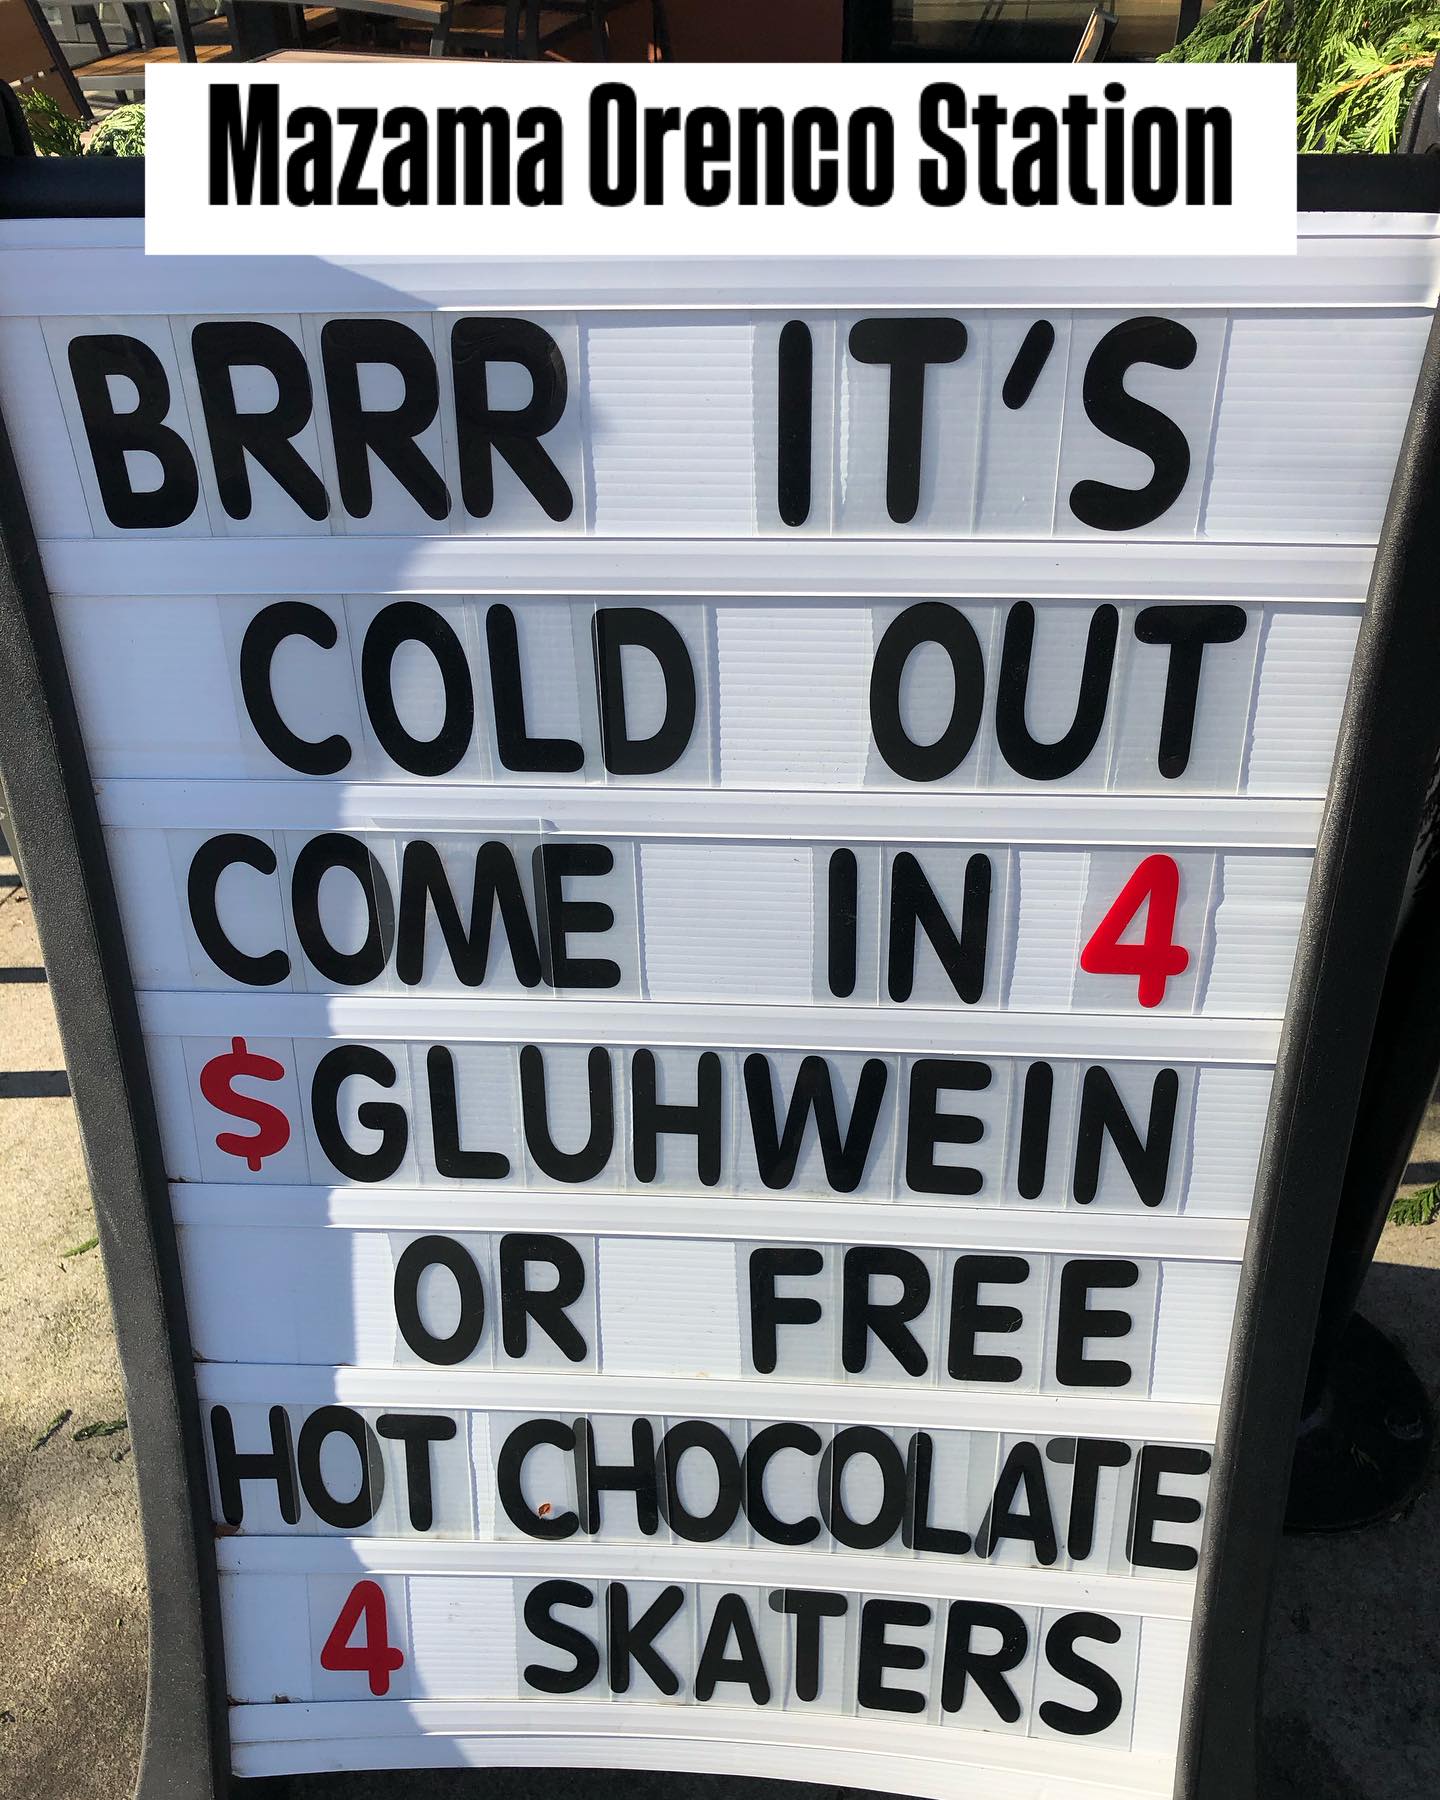 Mazama Orenco Station
BRRR IT'S
COLD OUT
COME IN 4
$GLUHWEIN
OR FREE
HOT CHOCOLATE
4 SKATERS